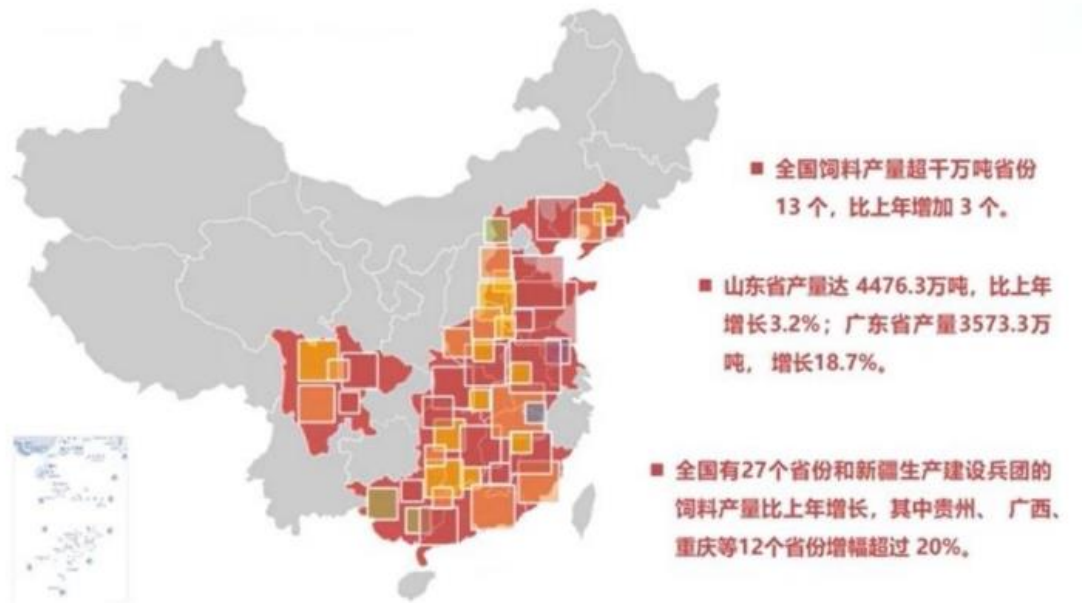 ■ 全国饲料产量超千万吨省份
13 个，比上年增加 3 个。
■ 山东省产量达 4476.3万吨，比上年
增长3.2%；广东省产量3573.3万
吨， 增长18.7%。
■ 全国有27个省份和新疆生产建设兵团的
饲料产量比上年增长，其中贵州、 广西、
重庆等12个省份增幅超过 20%。